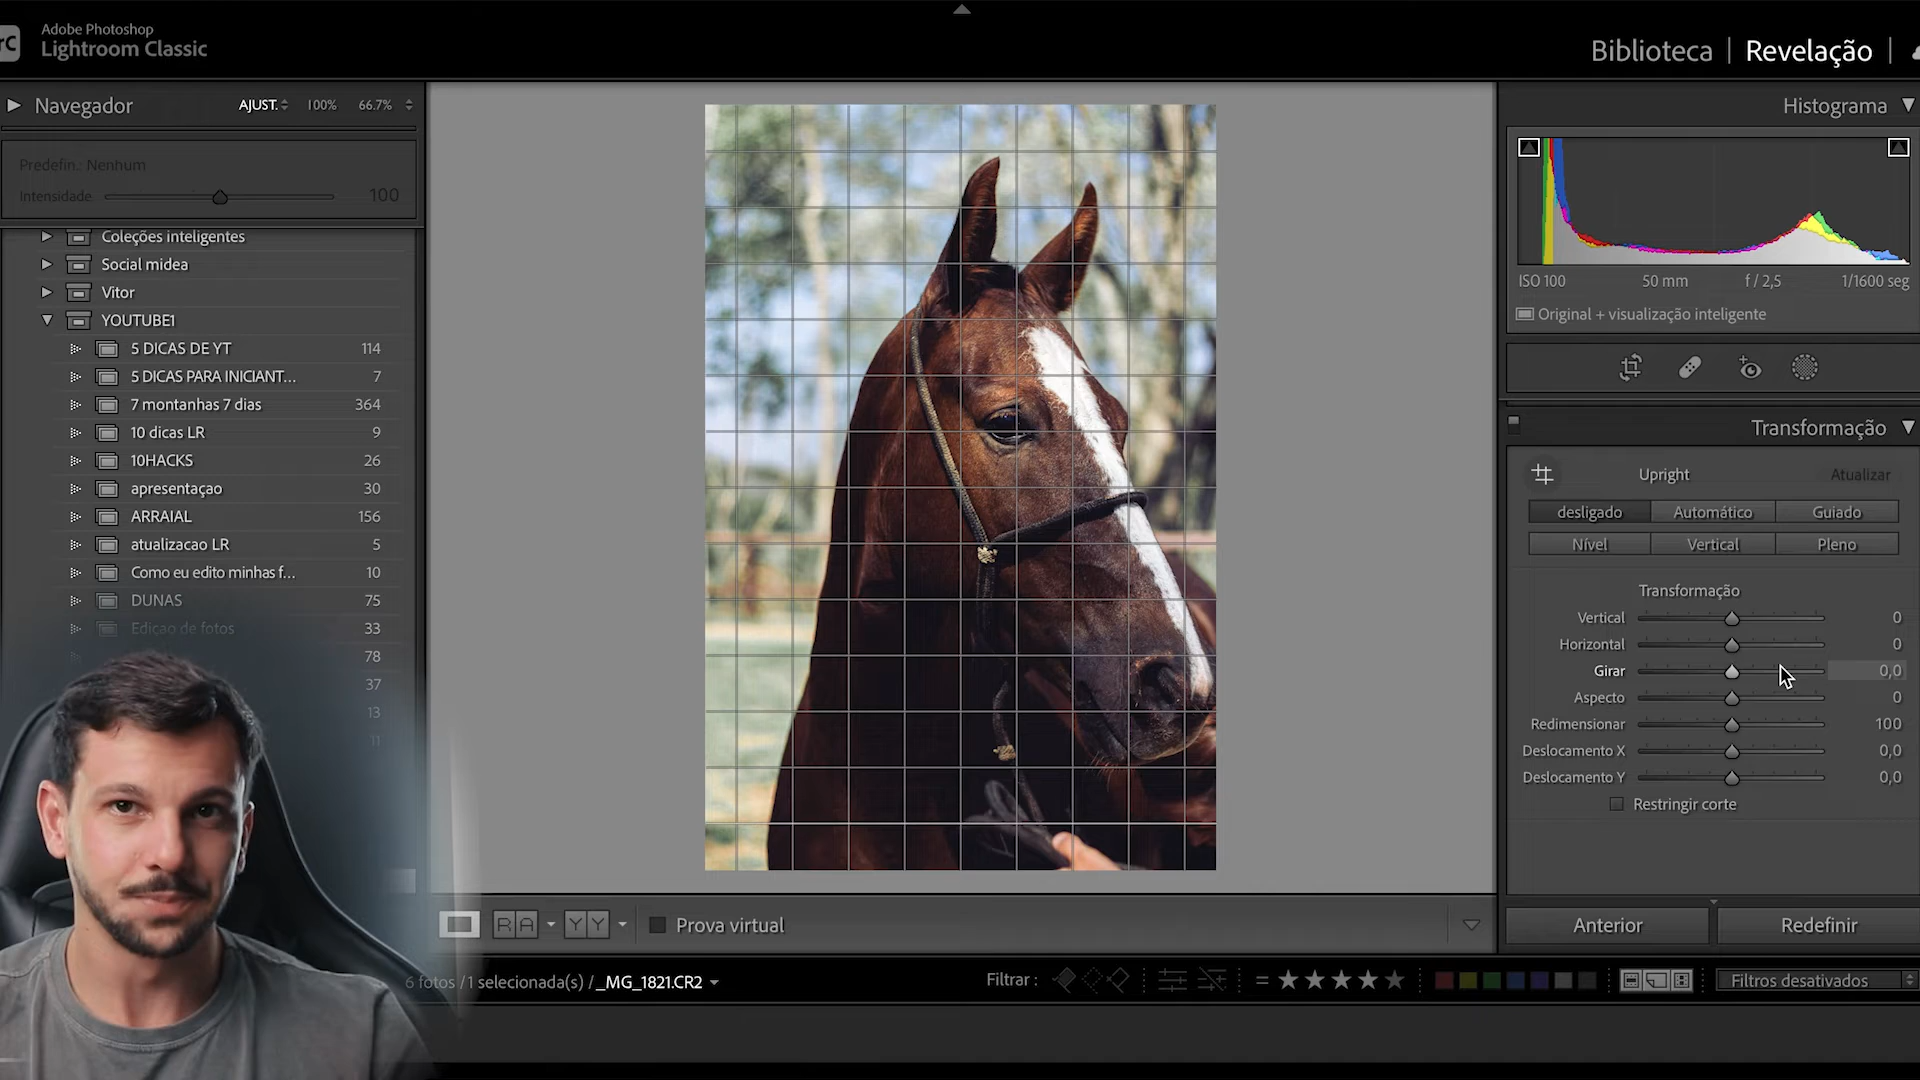 rC
Adobe Photoshop
Lightroom Classic
Biblioteca | Revelação |
Navegador AJUST. 100% 66.7%
Predefin.: Nenhum
Intensidade 100
Coleções inteligentes
Social midea
Vitor
YOUTUBE1
5 DICAS DE YT 114
5 DICAS PARA INICIANT... 7
7 montanhas 7 dias 364
10 dicas LR 9
10HACKS 26
apresentaçao 30
ARRAIAL 156
atualizacao LR 5
Como eu edito minhas f... 10
DUNAS 75
Ediçao de fotos 33
78
37
13
11
Histograma
ISO 100 50 mm f / 2,5 1/1600 seg
Original + visualização inteligente
Transformação
Upright Atualizar
desligado Automático Guiado
Nível Vertical Pleno
Transformação
Vertical 0
Horizontal 0
Girar 0,0
Aspecto 0
Redimensionar 100
Deslocamento X 0,0
Deslocamento Y 0,0
Restringir corte
Anterior Redefinir
R A Y Y Prova virtual
6 fotos /1 selecionada(s) /_MG_1821.CR2
Filtrar : = ★★★★★ Filtros desativados